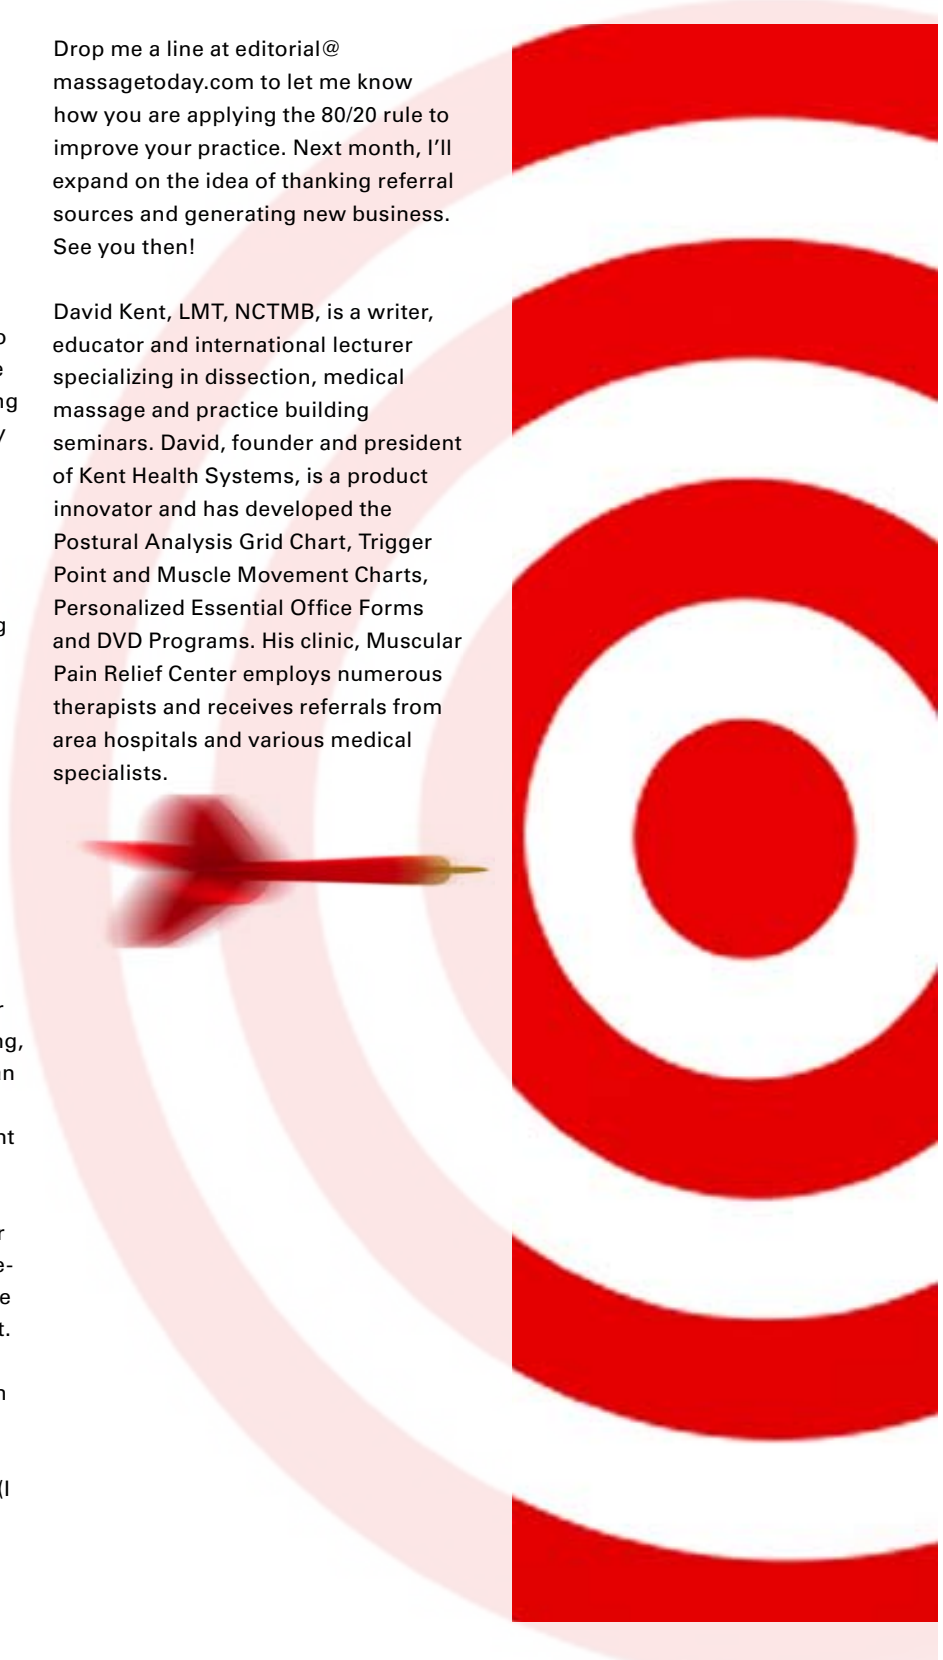 Drop me a line at editorial@
massagetoday.com to let me know
how you are applying the 80/20 rule to
improve your practice. Next month, I’ll
expand on the idea of thanking referral
sources and generating new business.
See you then!
David Kent, LMT, NCTMB, is a writer,
educator and international lecturer
specializing in dissection, medical
massage and practice building
seminars. David, founder and president
of Kent Health Systems, is a product
innovator and has developed the
Postural Analysis Grid Chart, Trigger
Point and Muscle Movement Charts,
Personalized Essential Office Forms
and DVD Programs. His clinic, Muscular
Pain Relief Center employs numerous
therapists and receives referrals from
area hospitals and various medical
specialists.